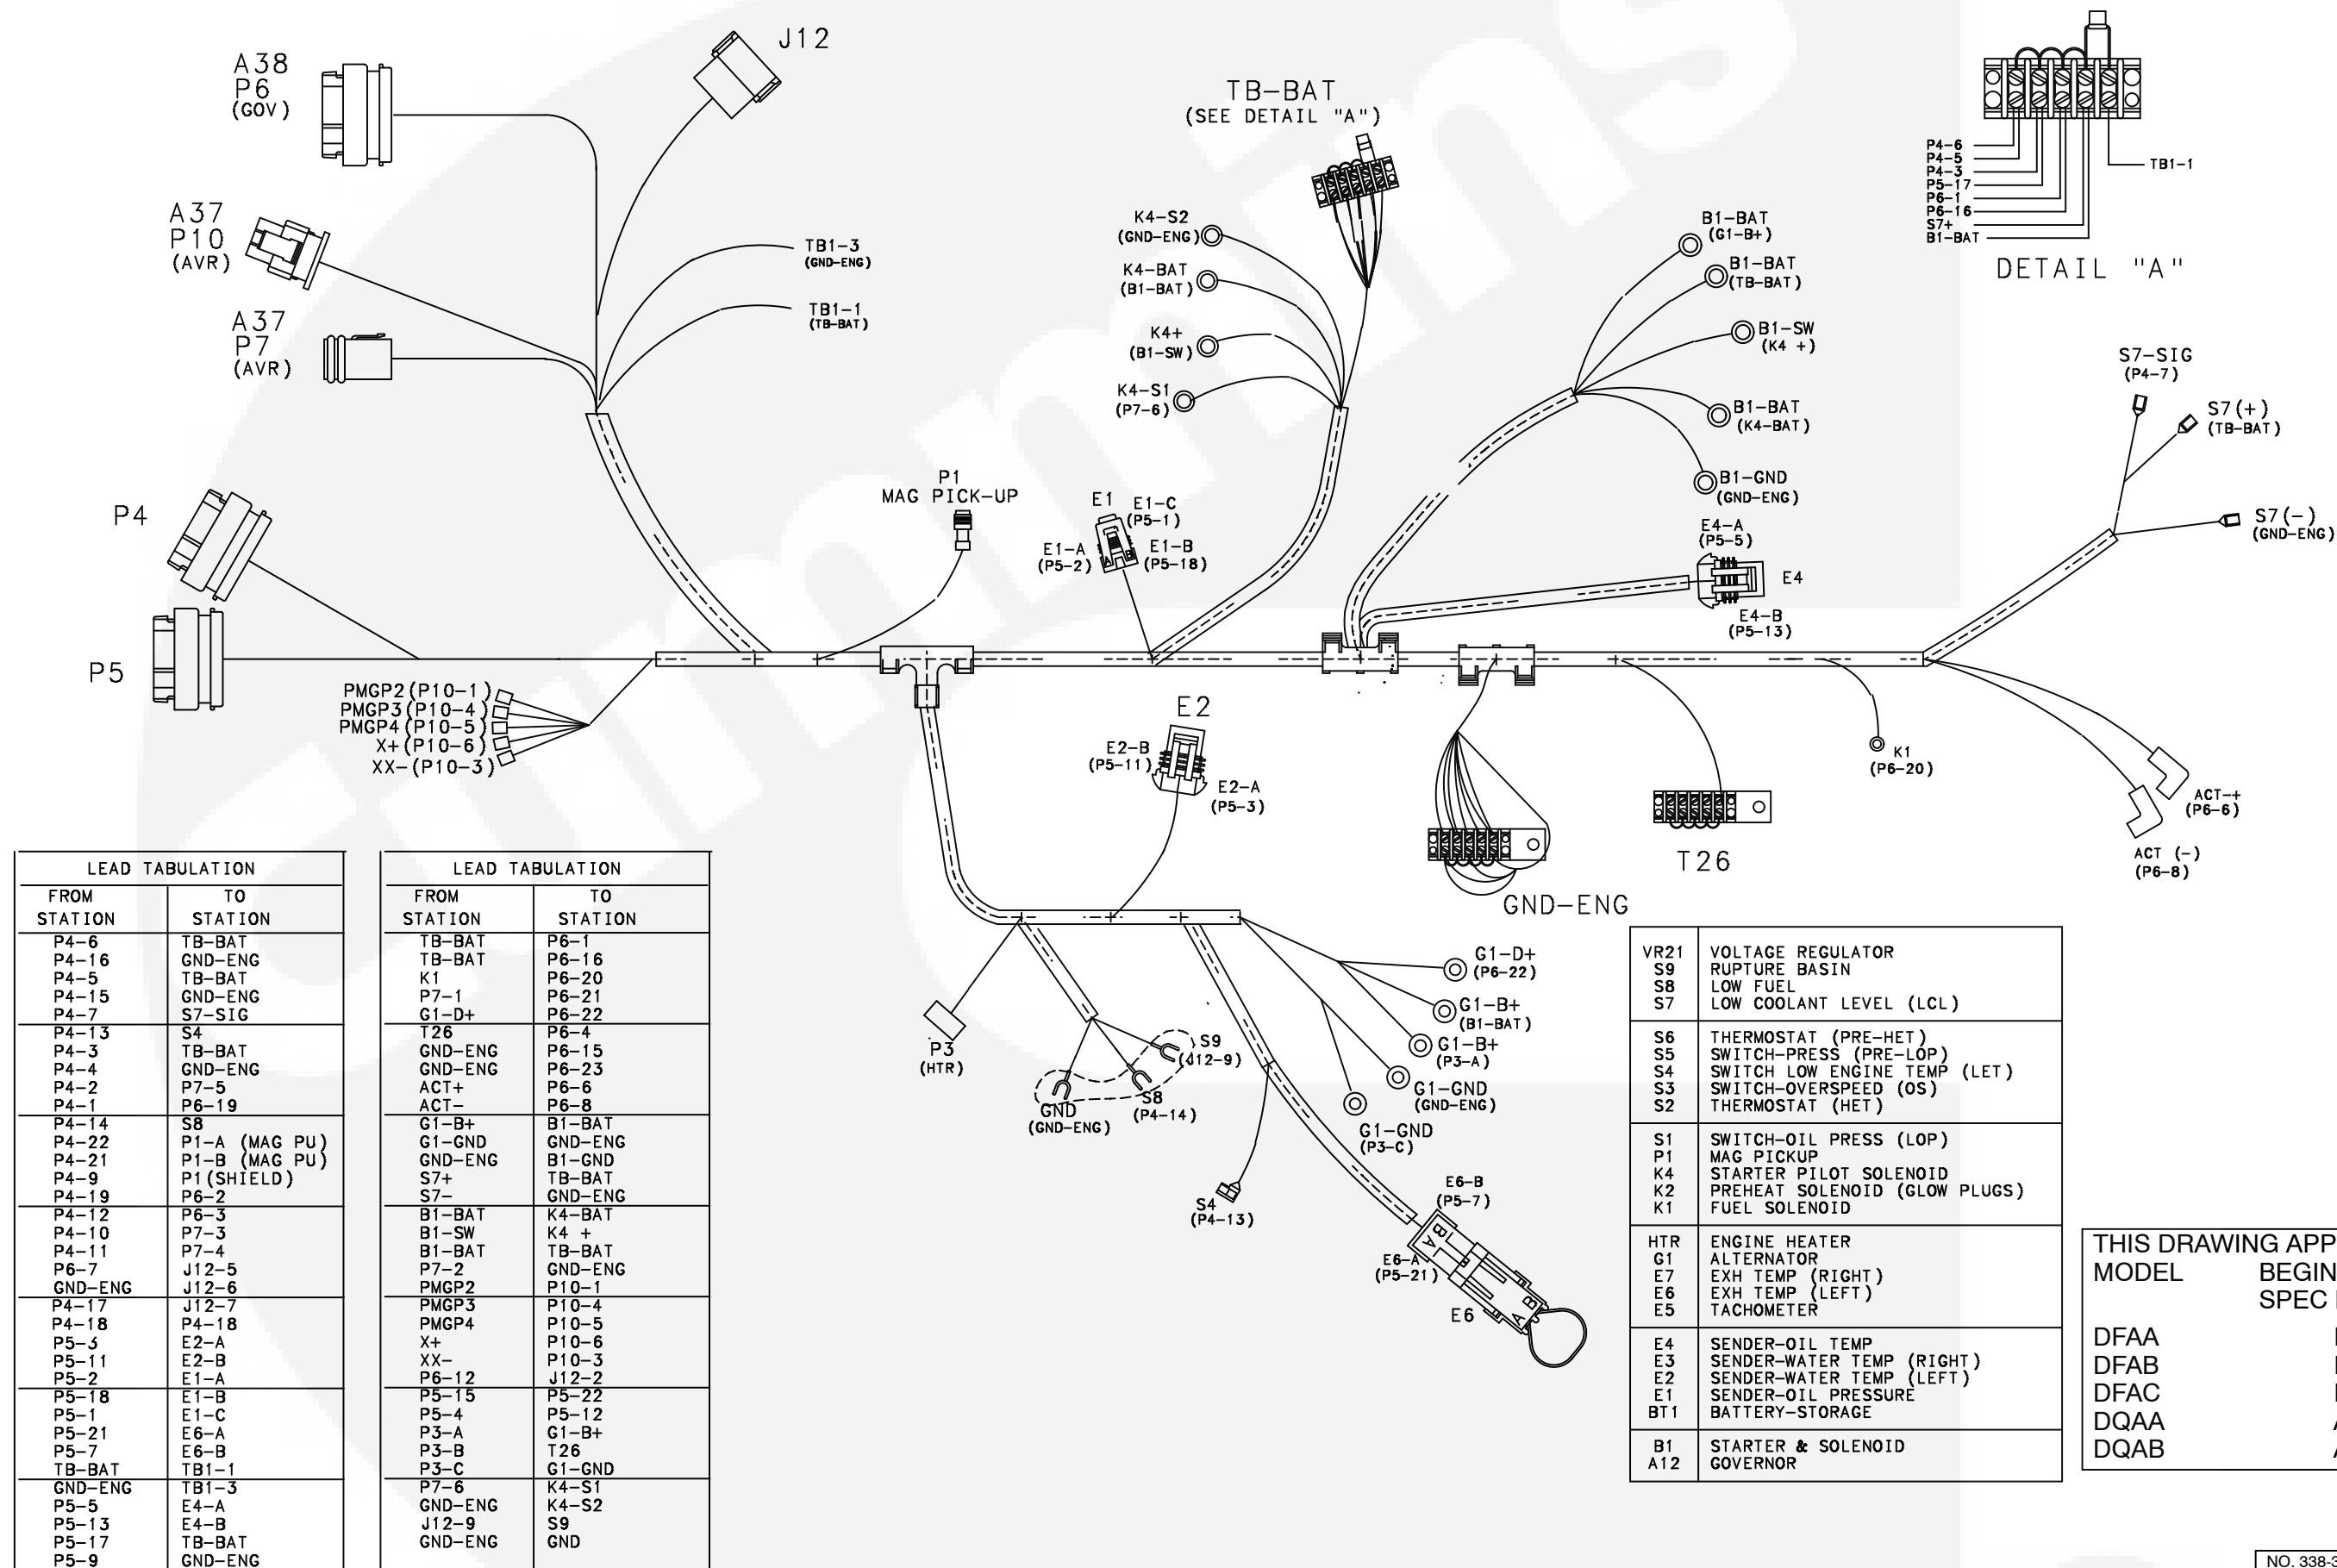 A38
P6
(GOV)
J12
A37
P10
(AVR)
TB1-3
(GND-ENG)
TB1-1
(TB-BAT)
A37
P7
(AVR)
TB-BAT
(SEE DETAIL "A")
K4-S2
(GND-ENG)
K4-BAT
(B1-BAT)
K4+
(B1-SW)
K4-S1
(P7-6)
B1-BAT
(G1-B+)
B1-BAT
(TB-BAT)
B1-SW
(K4 +)
B1-BAT
(K4-BAT)
B1-GND
(GND-ENG)
P4-6
P4-5
P4-3
P5-17
P6-1
P6-16
S7+
B1-BAT
TB1-1
DETAIL "A"
S7-SIG
(P4-7)
S7(+)
(TB-BAT)
S7(-)
(GND-ENG)
P4
P5
P1
MAG PICK-UP
E1
E1-C
(P5-1)
E1-A
(P5-2)
E1-B
(P5-18)
E4-A
(P5-5)
E4
E4-B
(P5-13)
PMGP2(P10-1)
PMGP3(P10-4)
PMGP4(P10-5)
X+(P10-6)
XX-(P10-3)
E2
E2-B
(P5-11)
E2-A
(P5-3)
GND-ENG
T26
K1
(P6-20)
ACT-+
(P6-6)
ACT (-)
(P6-8)
P3
(HTR)
GND
(GND-ENG)
S9
(J12-9)
S8
(P4-14)
G1-D+
(P6-22)
G1-B+
(B1-BAT)
G1-B+
(P3-A)
G1-GND
(GND-ENG)
G1-GND
(P3-C)
S4
(P4-13)
E6-B
(P5-7)
E6-A
(P5-21)
B
A
E6
A
B
LEAD TABULATION
FROM STATION TO STATION
P4-6 TB-BAT
P4-16 GND-ENG
P4-5 TB-BAT
P4-15 GND-ENG
P4-7 S7-SIG
P4-13 S4
P4-3 TB-BAT
P4-4 GND-ENG
P4-2 P7-5
P4-1 P6-19
P4-14 S8
P4-22 P1-A (MAG PU)
P4-21 P1-B (MAG PU)
P4-9 P1(SHIELD)
P4-19 P6-2
P4-12 P6-3
P4-10 P7-3
P4-11 P7-4
P6-7 J12-5
GND-ENG J12-6
P4-17 J12-7
P4-18 P4-18
P5-3 E2-A
P5-11 E2-B
P5-2 E1-A
P5-18 E1-B
P5-1 E1-C
P5-21 E6-A
P5-7 E6-B
TB-BAT TB1-1
GND-ENG TB1-3
P5-5 E4-A
P5-13 E4-B
P5-17 TB-BAT
P5-9 GND-ENG
LEAD TABULATION
FROM STATION TO STATION
TB-BAT P6-1
TB-BAT P6-16
K1 P6-20
P7-1 P6-21
G1-D+ P6-22
T26 P6-4
GND-ENG P6-15
GND-ENG P6-23
ACT+ P6-6
ACT- P6-8
G1-B+ B1-BAT
G1-GND GND-ENG
GND-ENG B1-GND
S7+ TB-BAT
S7- GND-ENG
B1-BAT K4-BAT
B1-SW K4 +
B1-BAT TB-BAT
P7-2 GND-ENG
PMGP2 P10-1
PMGP3 P10-4
PMGP4 P10-5
X+ P10-6
XX- P10-3
P6-12 J12-2
P5-15 P5-22
P5-4 P5-12
P3-A G1-B+
P3-B T26
P3-C G1-GND
P7-6 K4-S1
GND-ENG K4-S2
J12-9 S9
GND-ENG GND
VR21 VOLTAGE REGULATOR
S9 RUPTURE BASIN
S8 LOW FUEL
S7 LOW COOLANT LEVEL (LCL)
S6 THERMOSTAT (PRE-HET)
S5 SWITCH-PRESS (PRE-LOP)
S4 SWITCH LOW ENGINE TEMP (LET)
S3 SWITCH-OVERSPEED (OS)
S2 THERMOSTAT (HET)
S1 SWITCH-OIL PRESS (LOP)
P1 MAG PICKUP
K4 STARTER PILOT SOLENOID
K2 PREHEAT SOLENOID (GLOW PLUGS)
K1 FUEL SOLENOID
HTR ENGINE HEATER
G1 ALTERNATOR
E7 EXH TEMP (RIGHT)
E6 EXH TEMP (LEFT)
E5 TACHOMETER
E4 SENDER-OIL TEMP
E3 SENDER-WATER TEMP (RIGHT)
E2 SENDER-WATER TEMP (LEFT)
E1 SENDER-OIL PRESSURE
BT1 BATTERY-STORAGE
B1 STARTER & SOLENOID
A12 GOVERNOR
THIS DRAWING APP
MODEL BEGIN
SPEC
DFAA
DFAB
DFAC
DQAA
DQAB
NO. 338-3
cummins